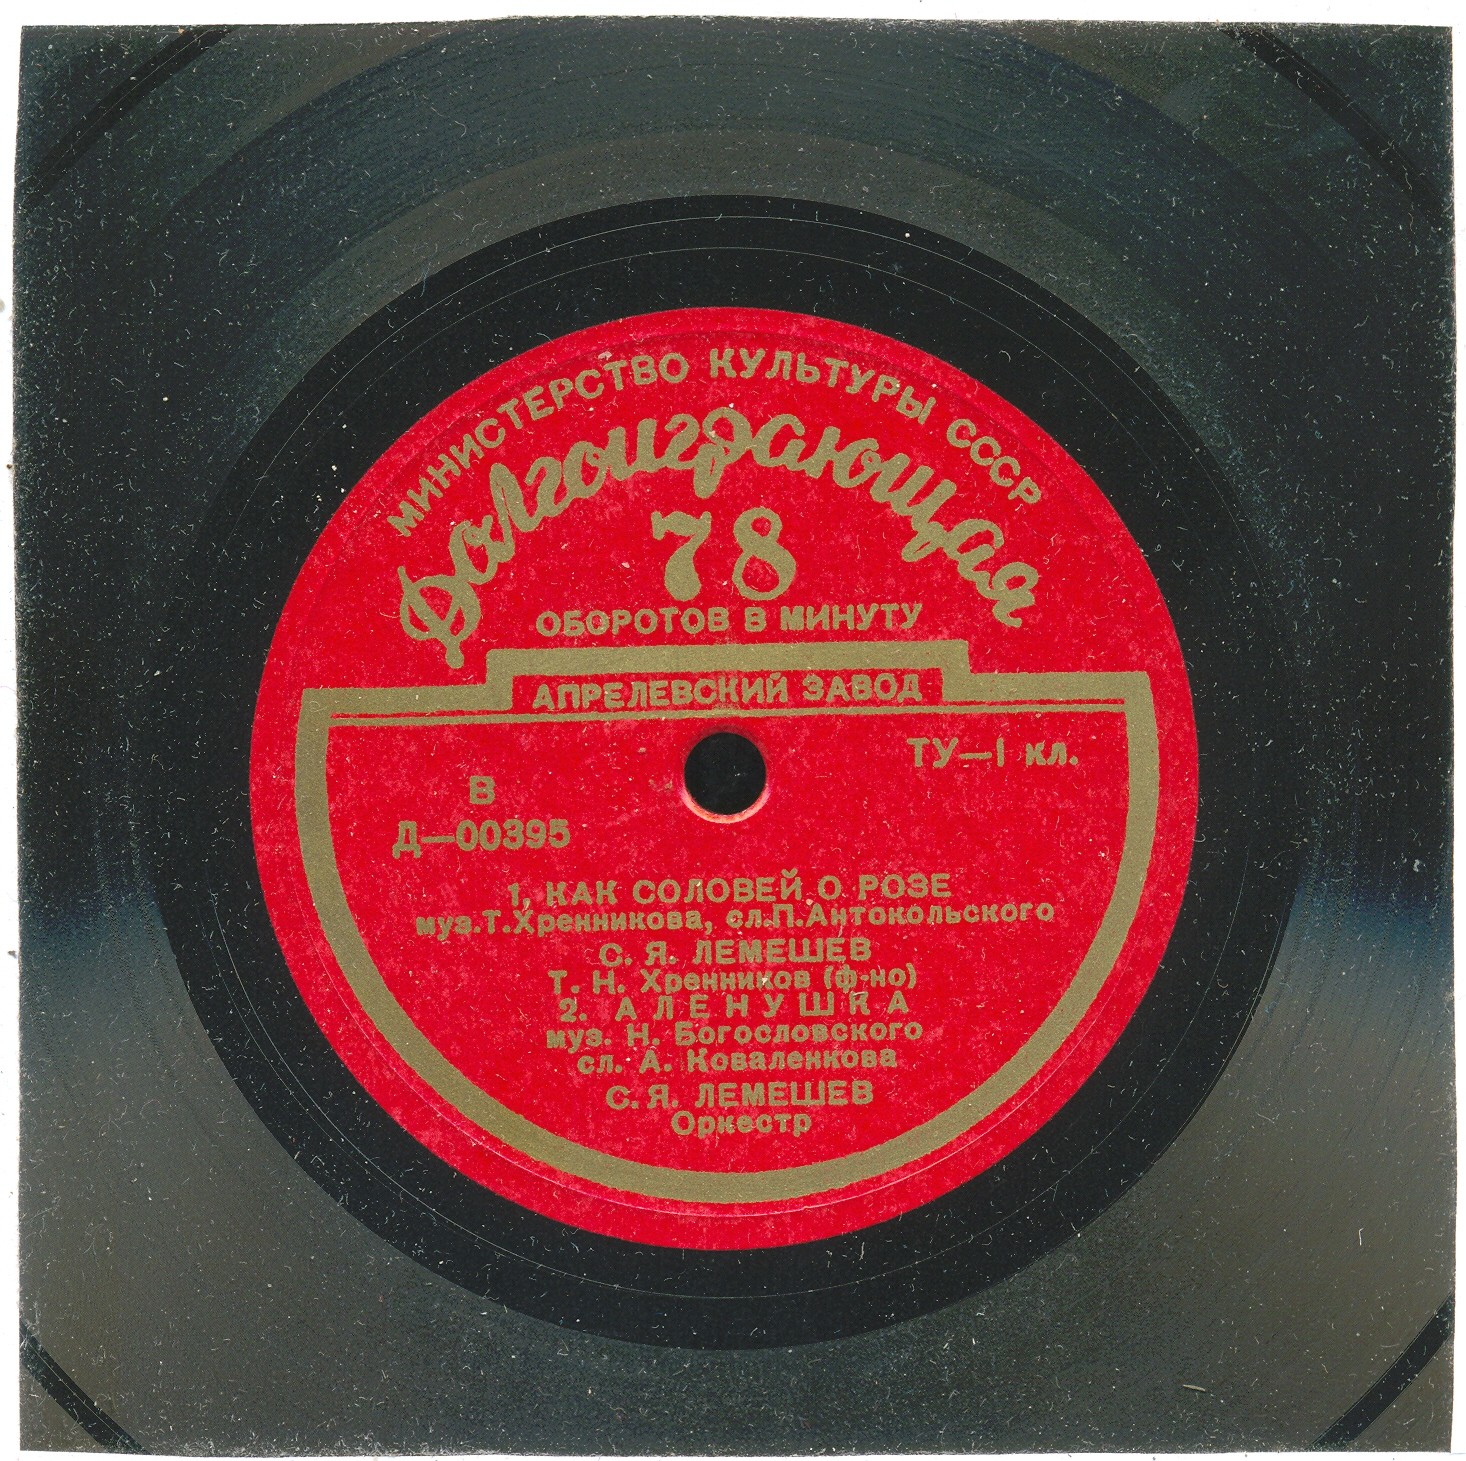 МИНИСТЕРСТВО КУЛЬТУРЫ СССР
Долгоиграющая
78
ОБОРОТОВ В МИНУТУ
АПРЕЛЕВСКИЙ ЗАВОД
ТУ—1 кл.
В
Д—00395
1, КАК СОЛОВЕЙ О РОЗЕ
муз.Т.Хренникова, сл.П.Антокольского
С. Я. ЛЕМЕШЕВ
Т. Н. Хренников (ф-но)
2. АЛЕНУШКА
муз. Н. Богословского
сл. А. Коваленкова
С. Я. ЛЕМЕШЕВ
Оркестр